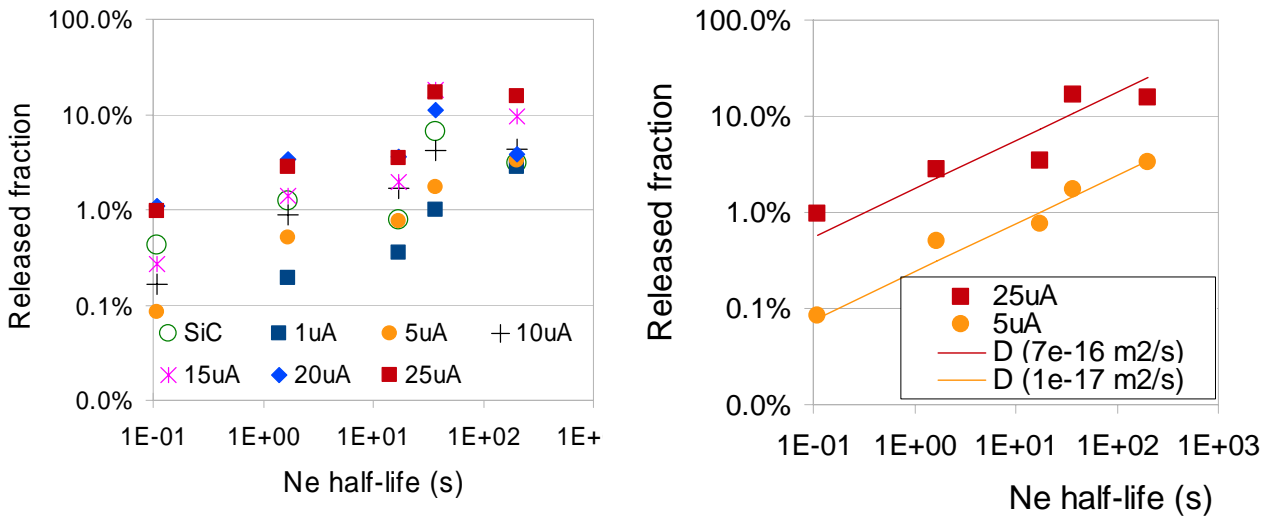 100.0%
10.0%
1.0%
0.1%
0.0%
Released fraction
SiC 1uA 5uA 10uA
15uA 20uA 25uA
1E-01 1E+00 1E+01 1E+02 1E+
Ne half-life (s)
100.0%
10.0%
1.0%
0.1%
0.0%
Released fraction
25uA
5uA
D (7e-16 m2/s)
D (1e-17 m2/s)
1E-01 1E+00 1E+01 1E+02 1E+03
Ne half-life (s)